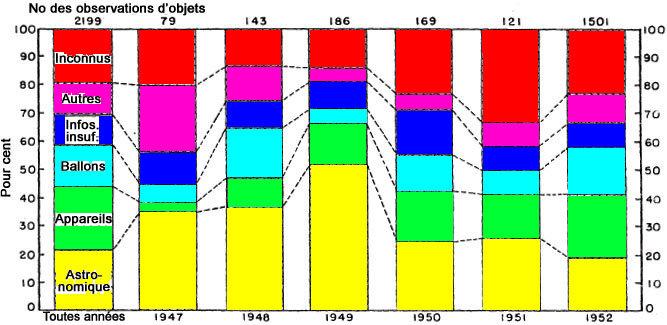 No des observations d'objets
2199 79 143 186 169 121 1501
100 100
90 90
80 80
70 70
60 60
50 50
40 40
30 30
20 20
10 10
0 0
Pour cent
Inconnus
Autres
Infos.
insuf.
Ballons
Appareils
Astro-
nomique
Toutes années 1947 1948 1949 1950 1951 1952